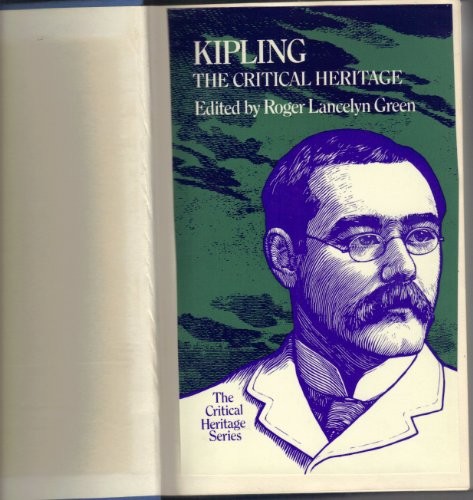 KIPLING
THE CRITICAL HERITAGE
Edited by Roger Lancelyn Green
The
Critical
Heritage
Series